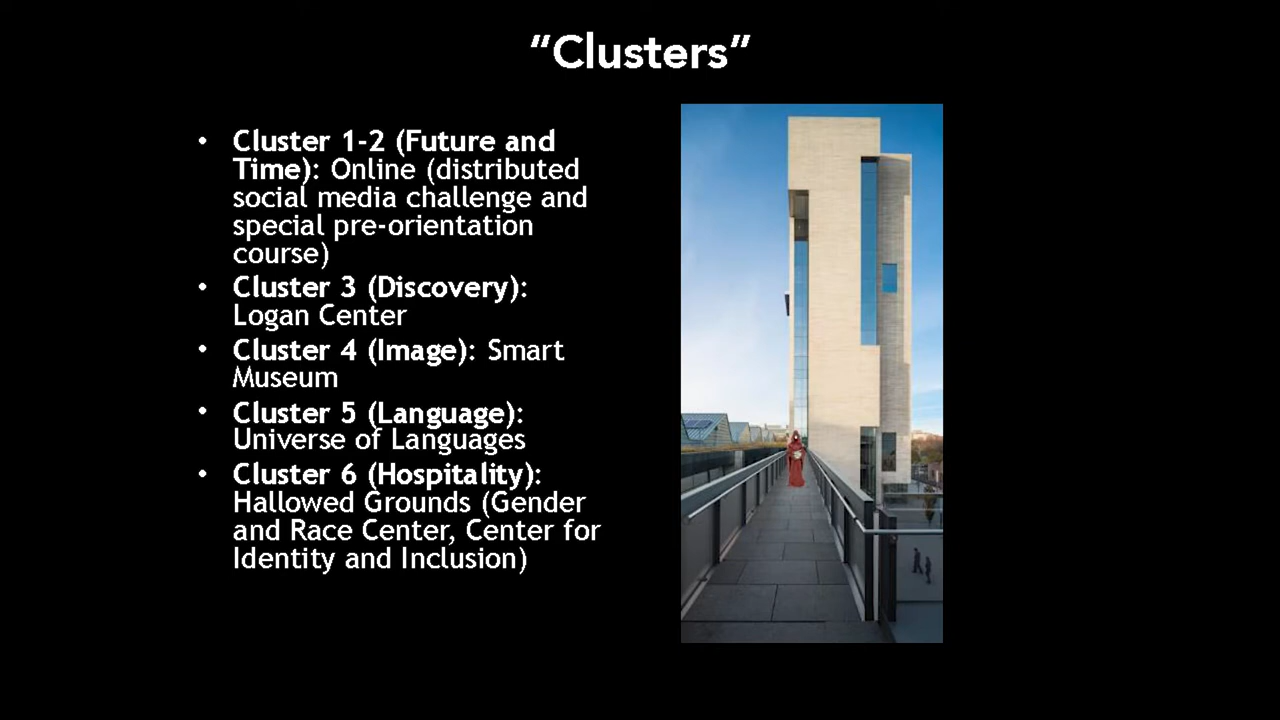 “Clusters”
• Cluster 1-2 (Future and
Time): Online (distributed
social media challenge and
special pre-orientation
course)
• Cluster 3 (Discovery):
Logan Center
• Cluster 4 (Image): Smart
Museum
• Cluster 5 (Language):
Universe of Languages
• Cluster 6 (Hospitality):
Hallowed Grounds (Gender
and Race Center, Center for
Identity and Inclusion)